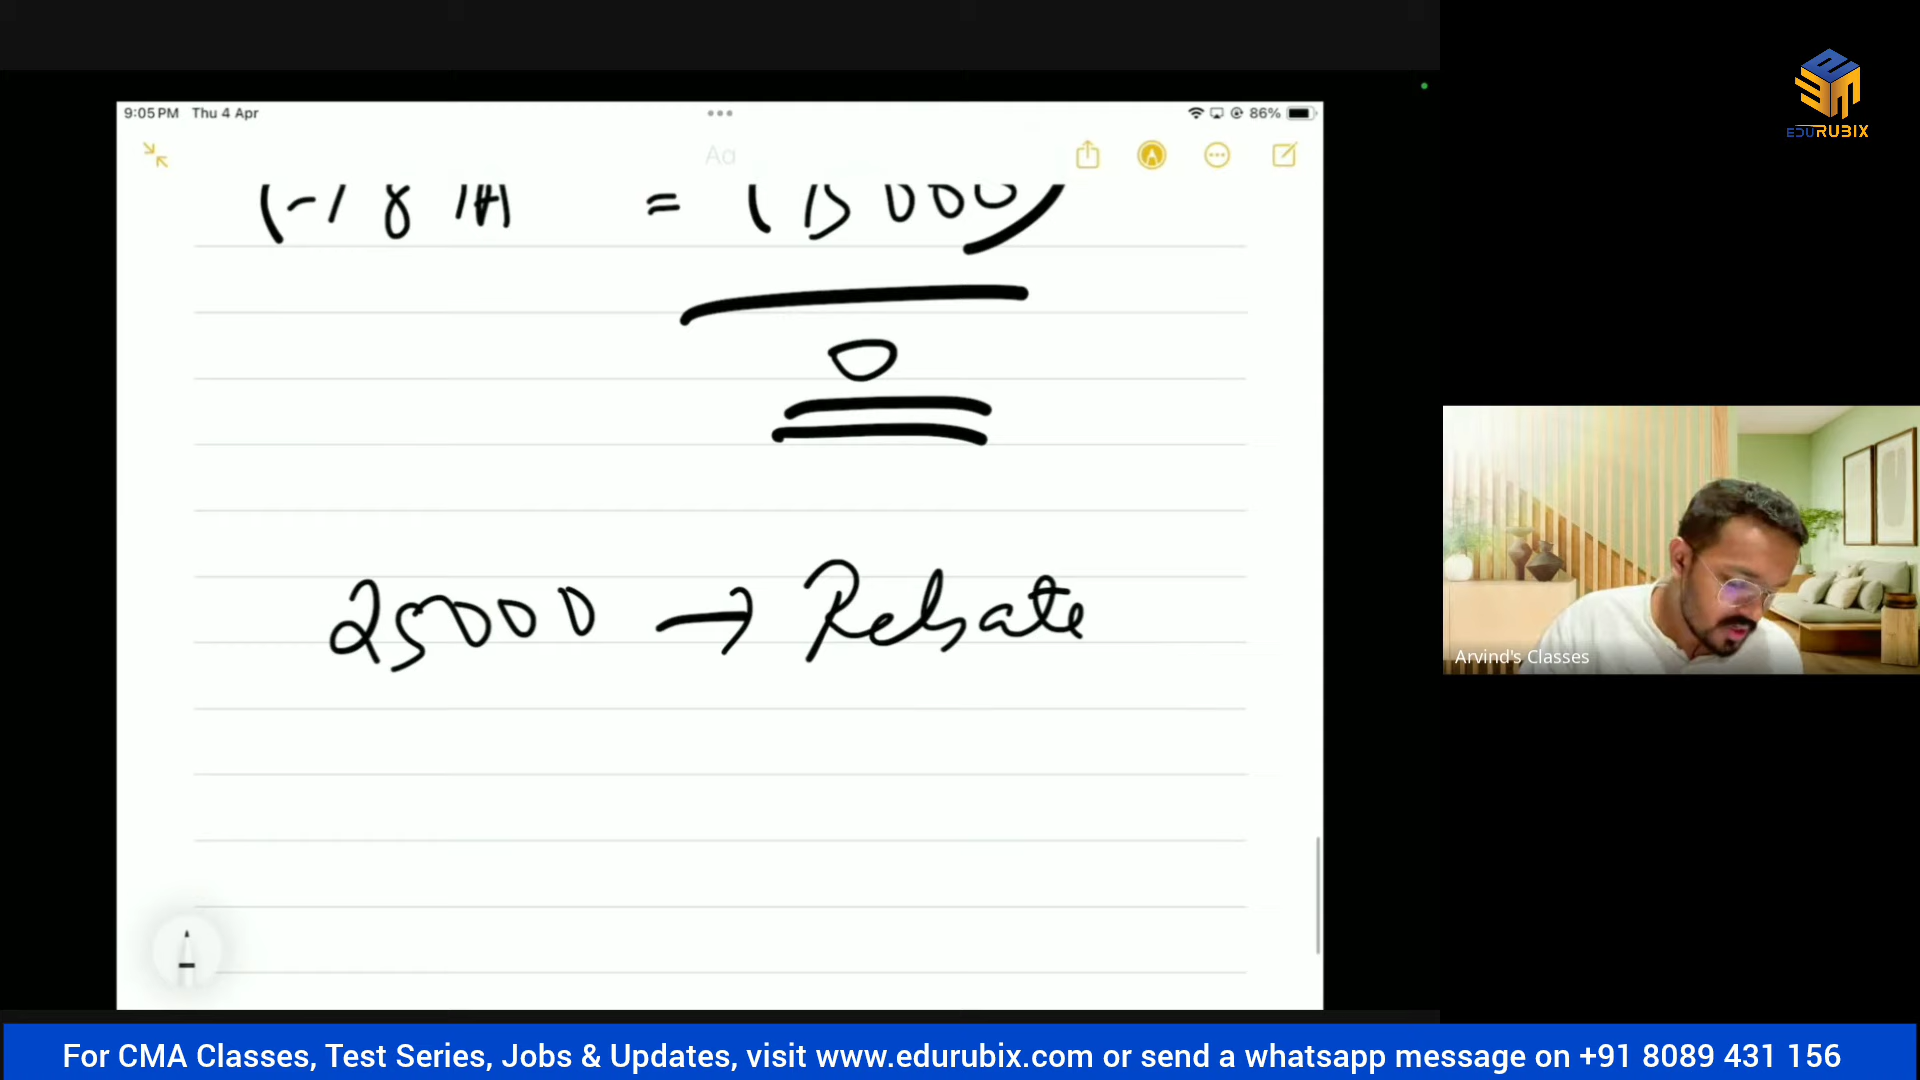 9:05 PM Thu 4 Apr
86%
EDURUBIX
Aa
(-) 87A = (15000)
0
25000 → Rebate
Arvind's Classes
For CMA Classes, Test Series, Jobs & Updates, visit www.edurubix.com or send a whatsapp message on +91 8089 431 156